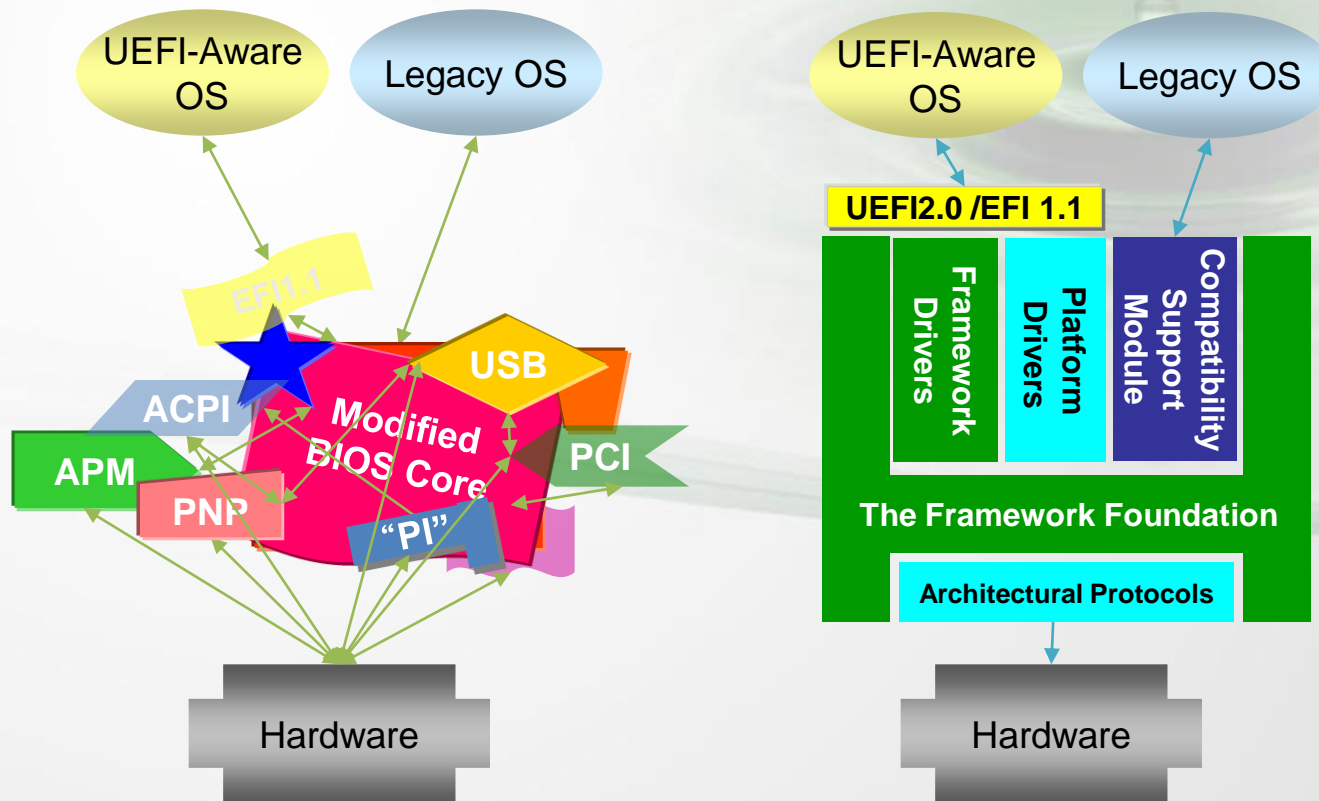 UEFI-Aware
OS
Legacy OS
EFI1.1
USB
ACPI
Modified
BIOS Core
APM
PCI
PNP
“PI”
Hardware
UEFI-Aware
OS
Legacy OS
UEFI2.0 /EFI 1.1
Framework
Drivers
Platform
Drivers
Compatibility
Support
Module
The Framework Foundation
Architectural Protocols
Hardware